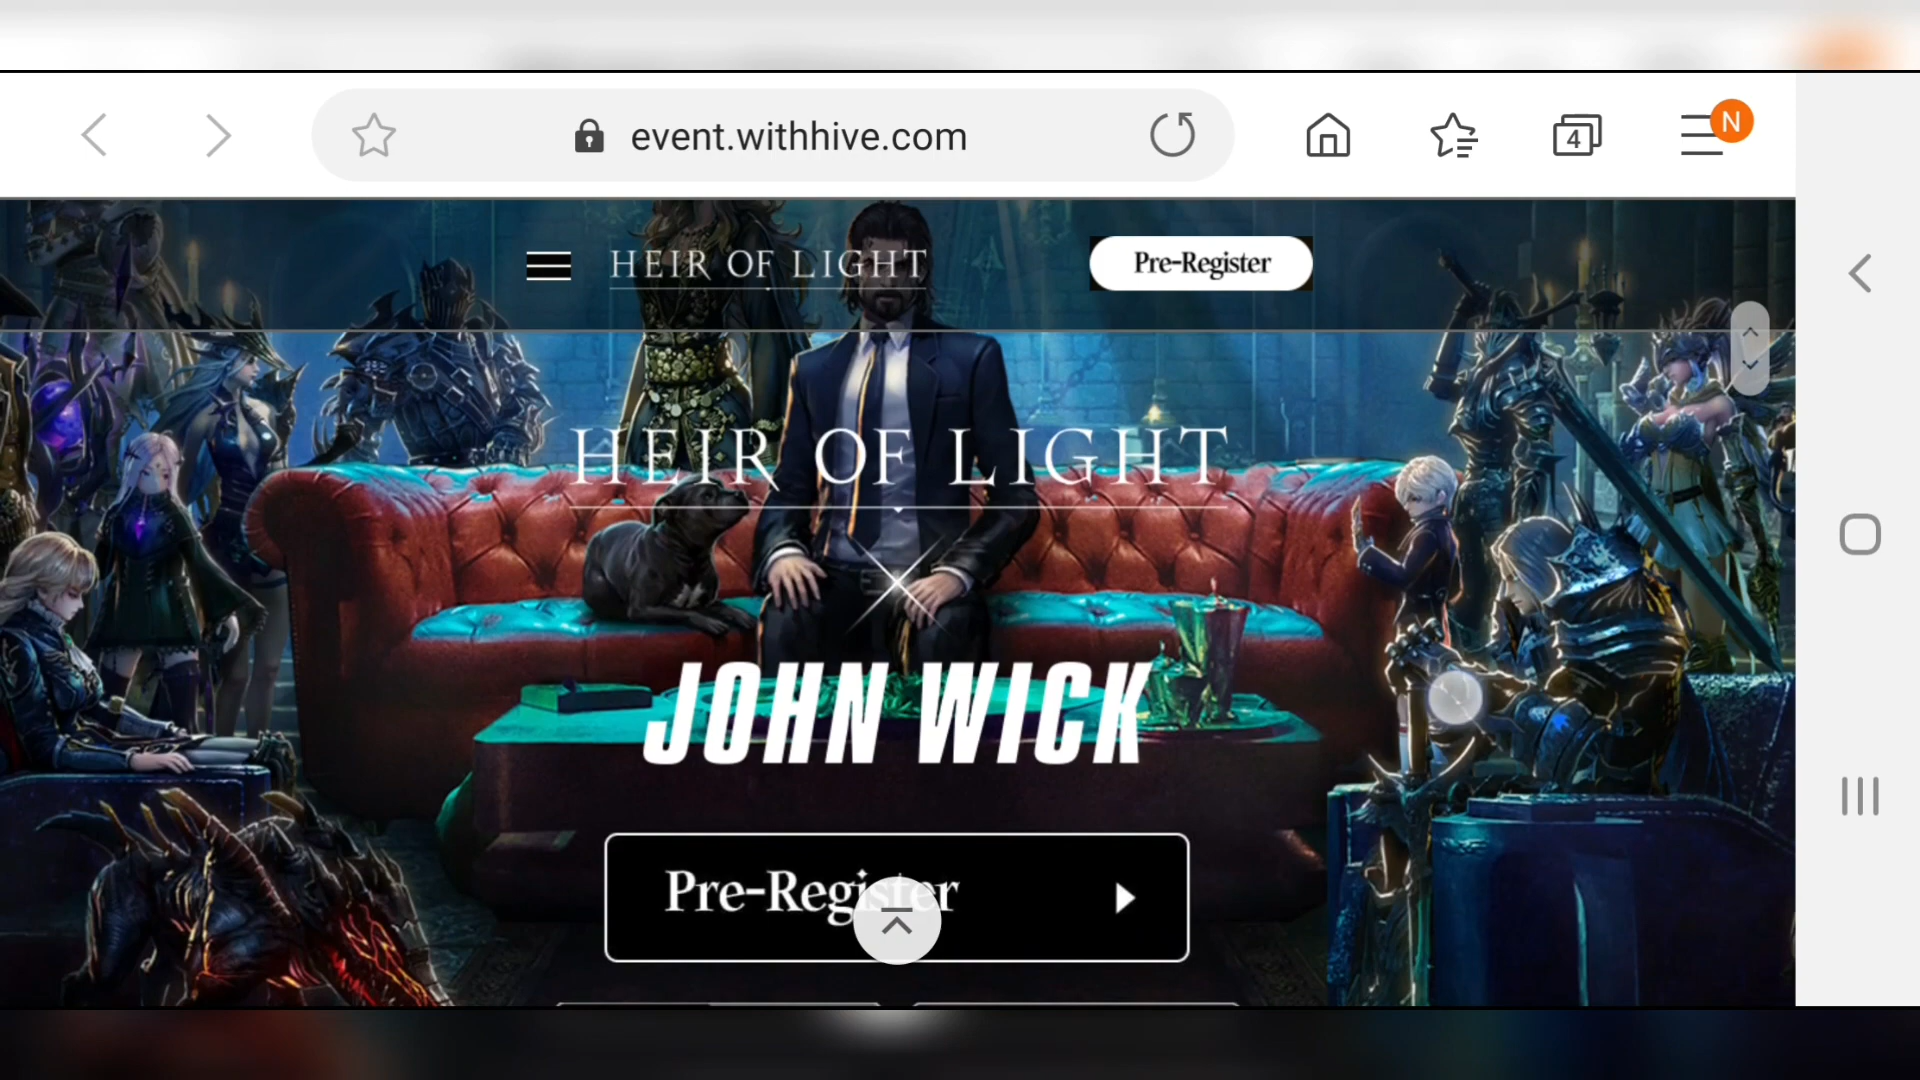 event.withhive.com
4
N
HEIR OF LIGHT
Pre-Register
HEIR OF LIGHT
JOHN WICK
Pre-Register